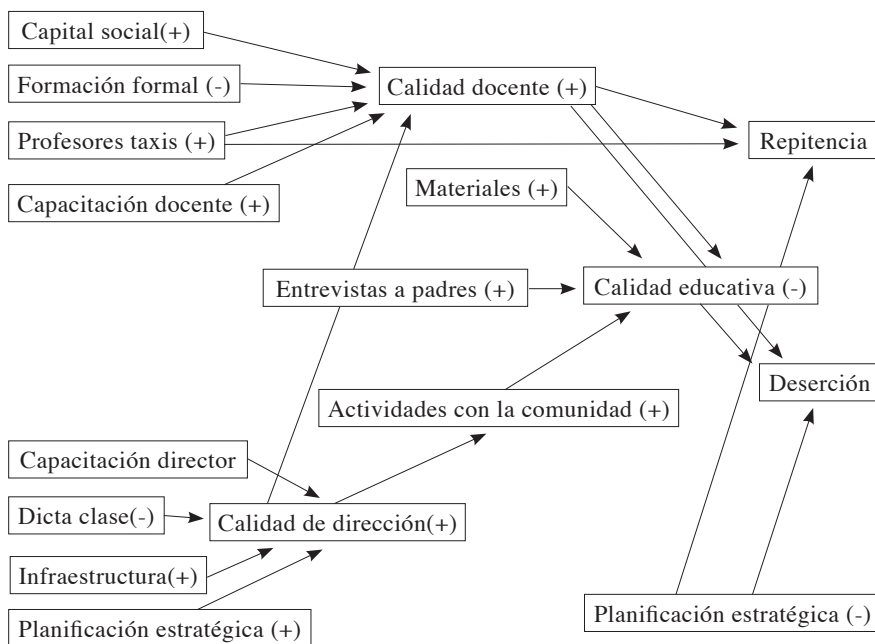 Capital social(+)
Formación formal (-)
Calidad docente (+)
Profesores taxis (+)
Repitencia
Materiales (+)
Capacitación docente (+)
Entrevistas a padres (+)
Calidad educativa (-)
Deserción
Actividades con la comunidad (+)
Capacitación director
Dicta clase(-)
Calidad de dirección(+)
Infraestructura(+)
Planificación estratégica (+)
Planificación estratégica (-)